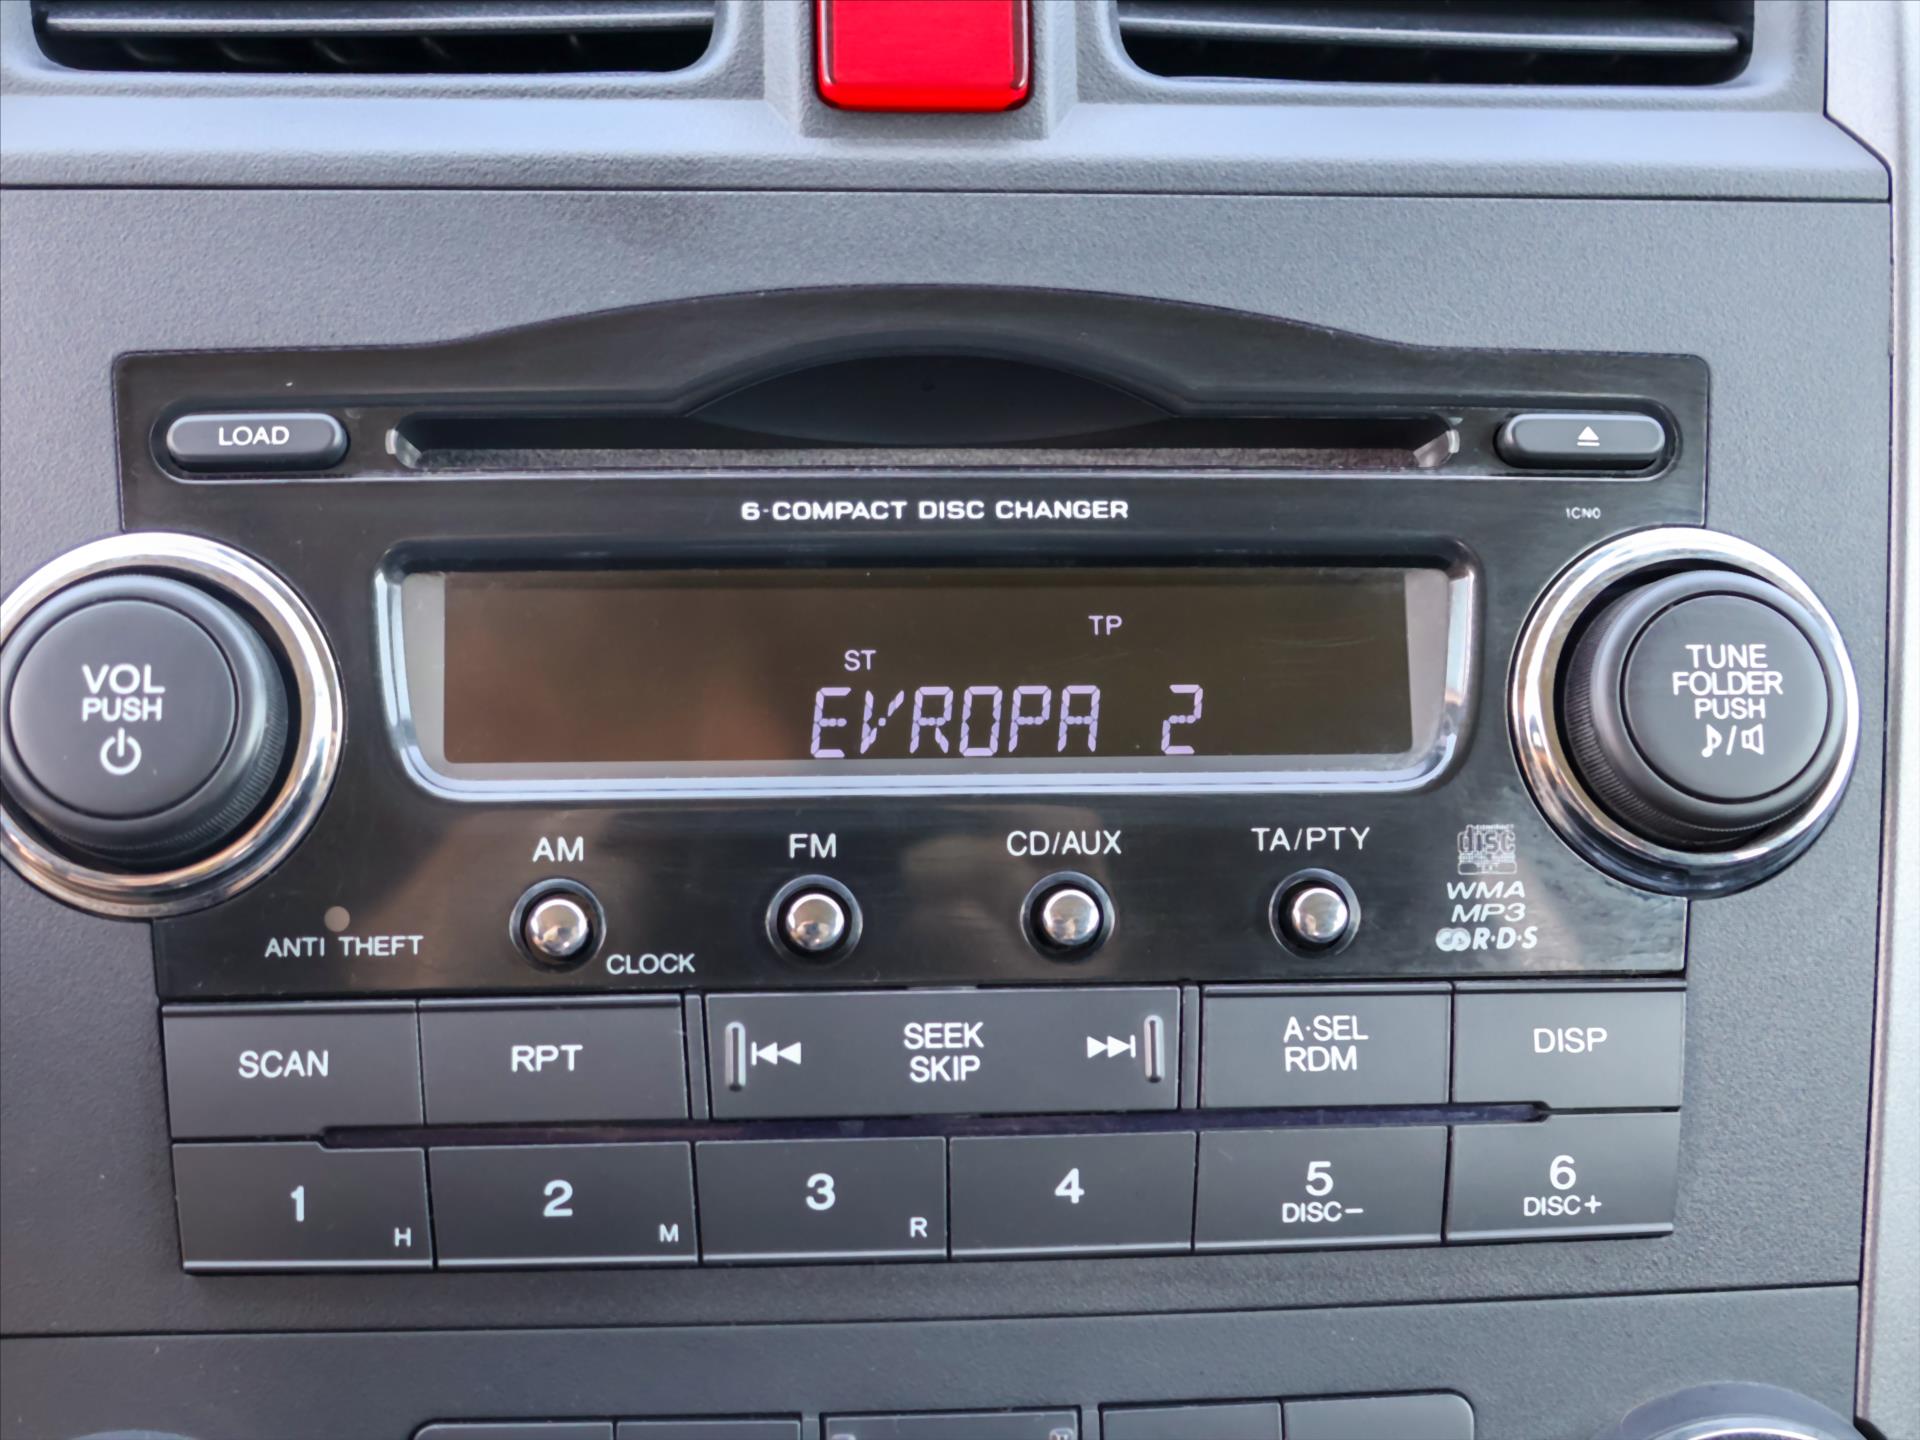 LOAD
6-COMPACT DISC CHANGER
1CN0
TP
ST
EVROPA 2
VOL
PUSH
TUNE
FOLDER
PUSH
AM
FM
CD/AUX
TA/PTY
COMPACT
disc
WMA
MP3
R·D·S
ANTI THEFT
CLOCK
SCAN
RPT
SEEK
SKIP
A·SEL
RDM
DISP
1
H
2
M
3
R
4
5
DISC−
6
DISC+